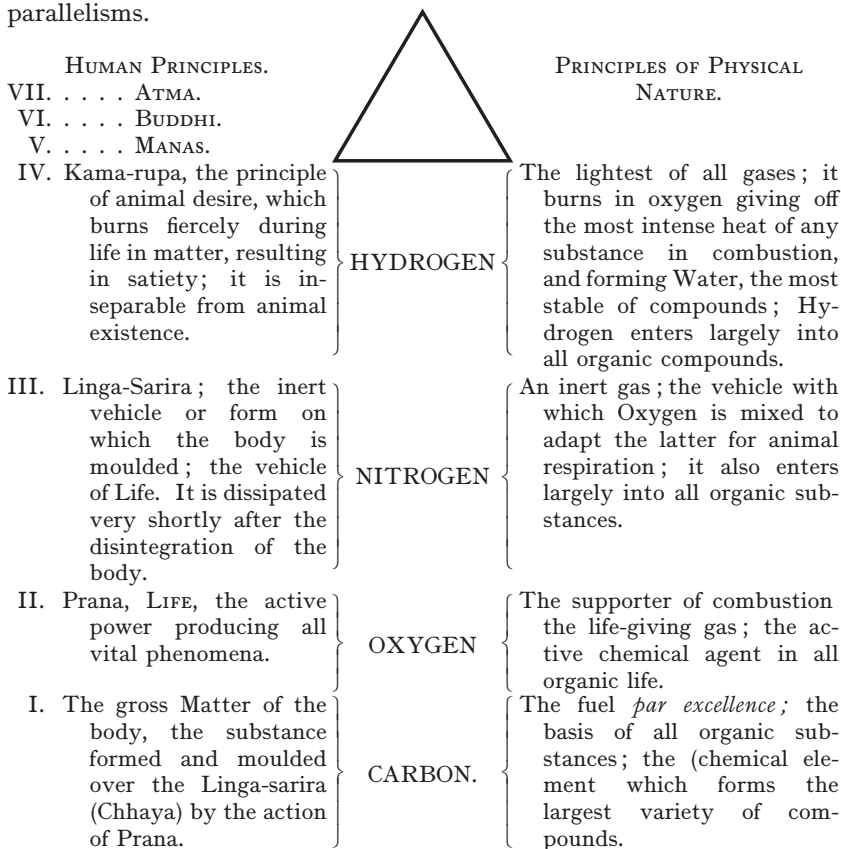 parallelisms.
Human Principles.
VII. . . . . Atma.
VI. . . . . Buddhi.
V. . . . . Manas.
Principles of Physical
Nature.
IV. Kama-rupa, the principle
of animal desire, which
burns fiercely during
life in matter, resulting
in satiety; it is in-
separable from animal
existence.
HYDROGEN
The lightest of all gases; it
burns in oxygen giving off
the most intense heat of any
substance in combustion,
and forming Water, the most
stable of compounds; Hy-
drogen enters largely into
all organic compounds.
III. Linga-Sarira; the inert
vehicle or form on
which the body is
moulded; the vehicle
of Life. It is dissipated
very shortly after the
disintegration of the
body.
NITROGEN
An inert gas; the vehicle with
which Oxygen is mixed to
adapt the latter for animal
respiration; it also enters
largely into all organic sub-
stances.
II. Prana, Life, the active
power producing all
vital phenomena.
OXYGEN
The supporter of combustion
the life-giving gas; the ac-
tive chemical agent in all
organic life.
I. The gross Matter of the
body, the substance
formed and moulded
over the Linga-sarira
(Chhaya) by the action
of Prana.
CARBON.
The fuel par excellence; the
basis of all organic sub-
stances; the (chemical ele-
ment which forms the
largest variety of com-
pounds.